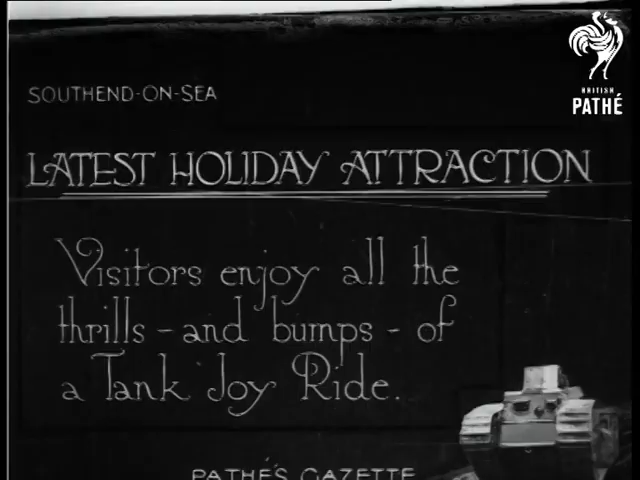 BRITISH
PATHÉ
SOUTHEND-ON-SEA
LATEST HOLIDAY ATTRACTION
Visitors enjoy all the
thrills - and bumps - of
a Tank Joy Ride.
PATHÉ'S GAZETTE